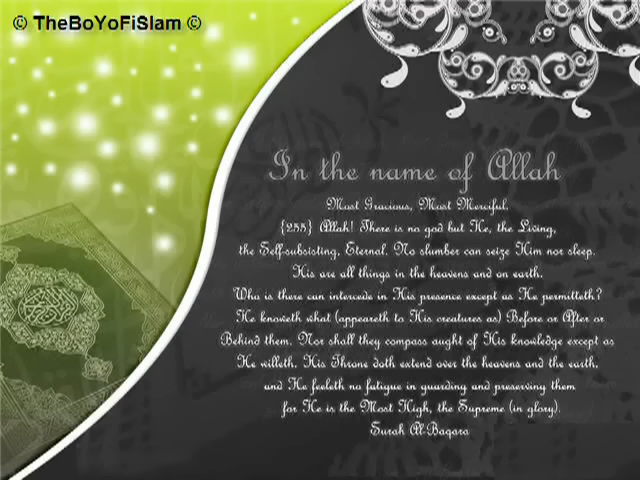 © TheBoYoFiSlam ©
In the name of Allah
Most Gracious, Most Merciful.
{255} Allah! There is no god but He, the Living,
the Self-subsisting, Eternal. No slumber can seize Him nor sleep.
His are all things in the heavens and on earth.
Who is there can intercede in His presence except as He permitteth?
He knoweth what (appeareth to His creatures as) Before or After or
Behind them. Nor shall they compass aught of His knowledge except as
He willeth. His Throne doth extend over the heavens and the earth,
and He feeleth no fatigue in guarding and preserving them
for He is the Most High, the Supreme (in glory).
Surah Al-Baqara